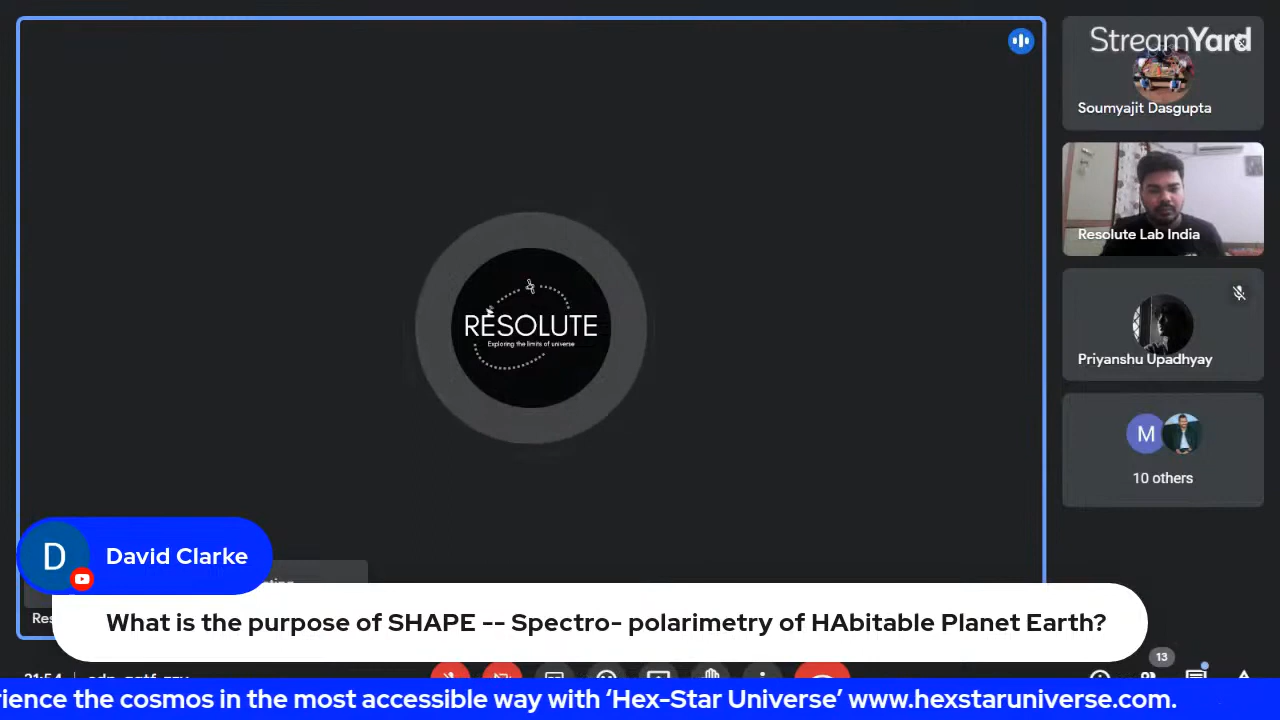 StreamYard
Soumyajit Dasgupta
Resolute Lab India
RESOLUTE
Exploring the limits of universe
Priyanshu Upadhyay
M
10 others
D
David Clarke
What is the purpose of SHAPE -- Spectro- polarimetry of HAbitable Planet Earth?
Res
13
rience the cosmos in the most accessible way with ‘Hex-Star Universe’ www.hexstaruniverse.com.